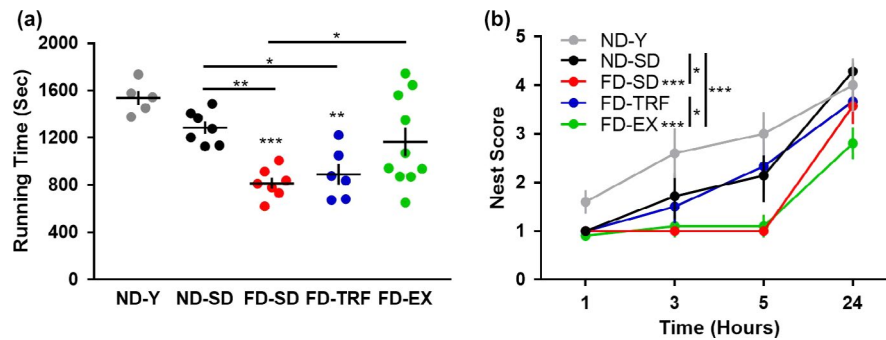 (a)
Running Time (Sec)
2000
1600
1200
800
400
0
*
*
**
***
**
ND-Y ND-SD FD-SD FD-TRF FD-EX
(b)
Nest Score
5
4
3
2
1
0
ND-Y
ND-SD
FD-SD ***
FD-TRF
FD-EX ***
*
*
***
1 3 5 24
Time (Hours)